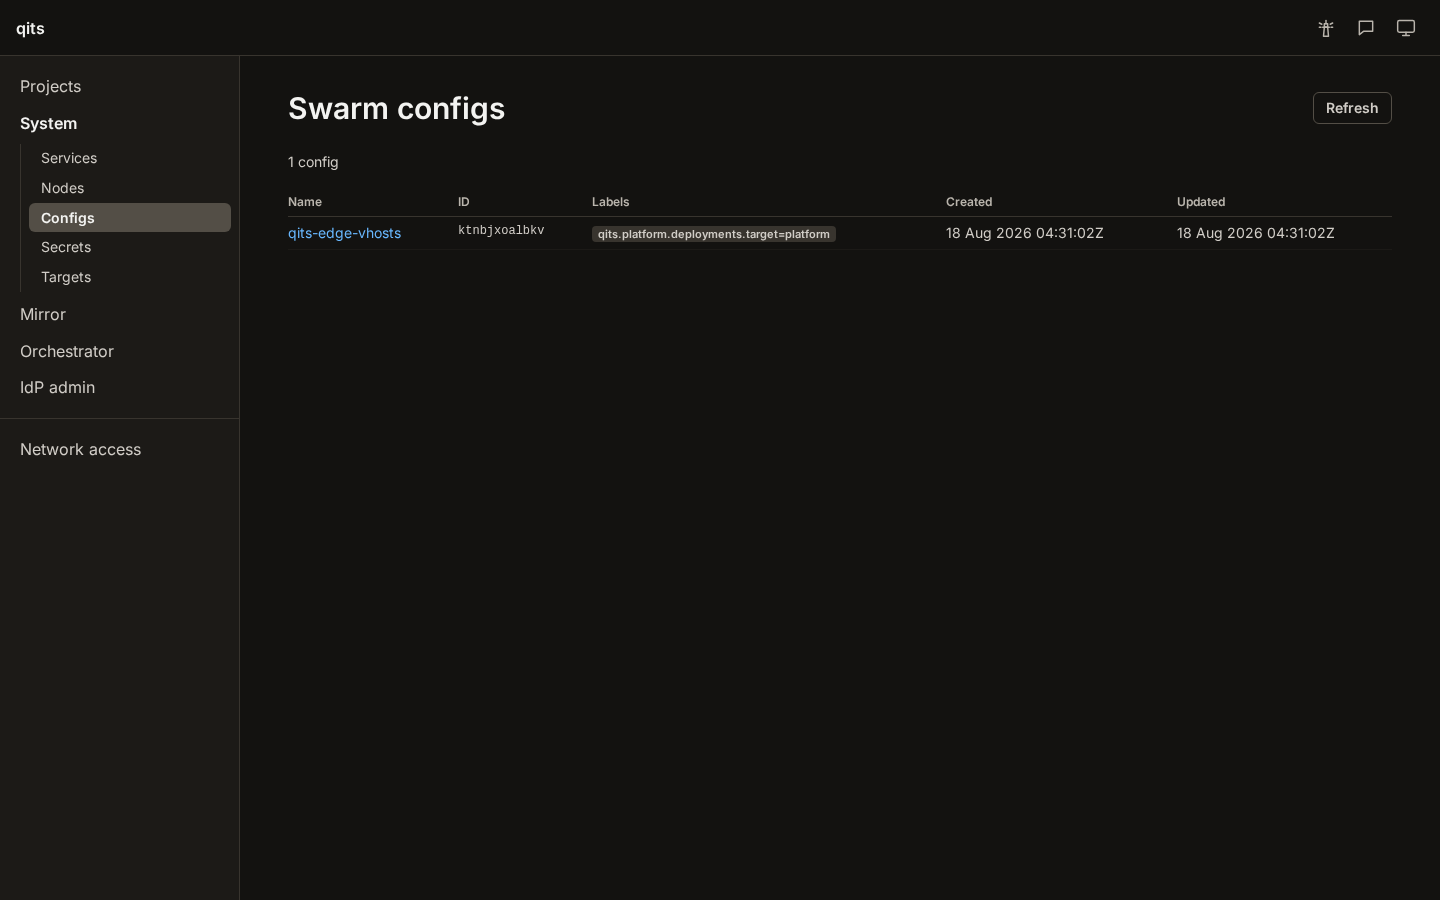 qits
Projects
System
Services
Nodes
Configs
Secrets
Targets
Mirror
Orchestrator
IdP admin
Network access
Swarm configs
Refresh
1 config
Name ID Labels Created Updated
qits-edge-vhosts ktnbjxoalbkv qits.platform.deployments.target=platform 18 Aug 2026 04:31:02Z 18 Aug 2026 04:31:02Z